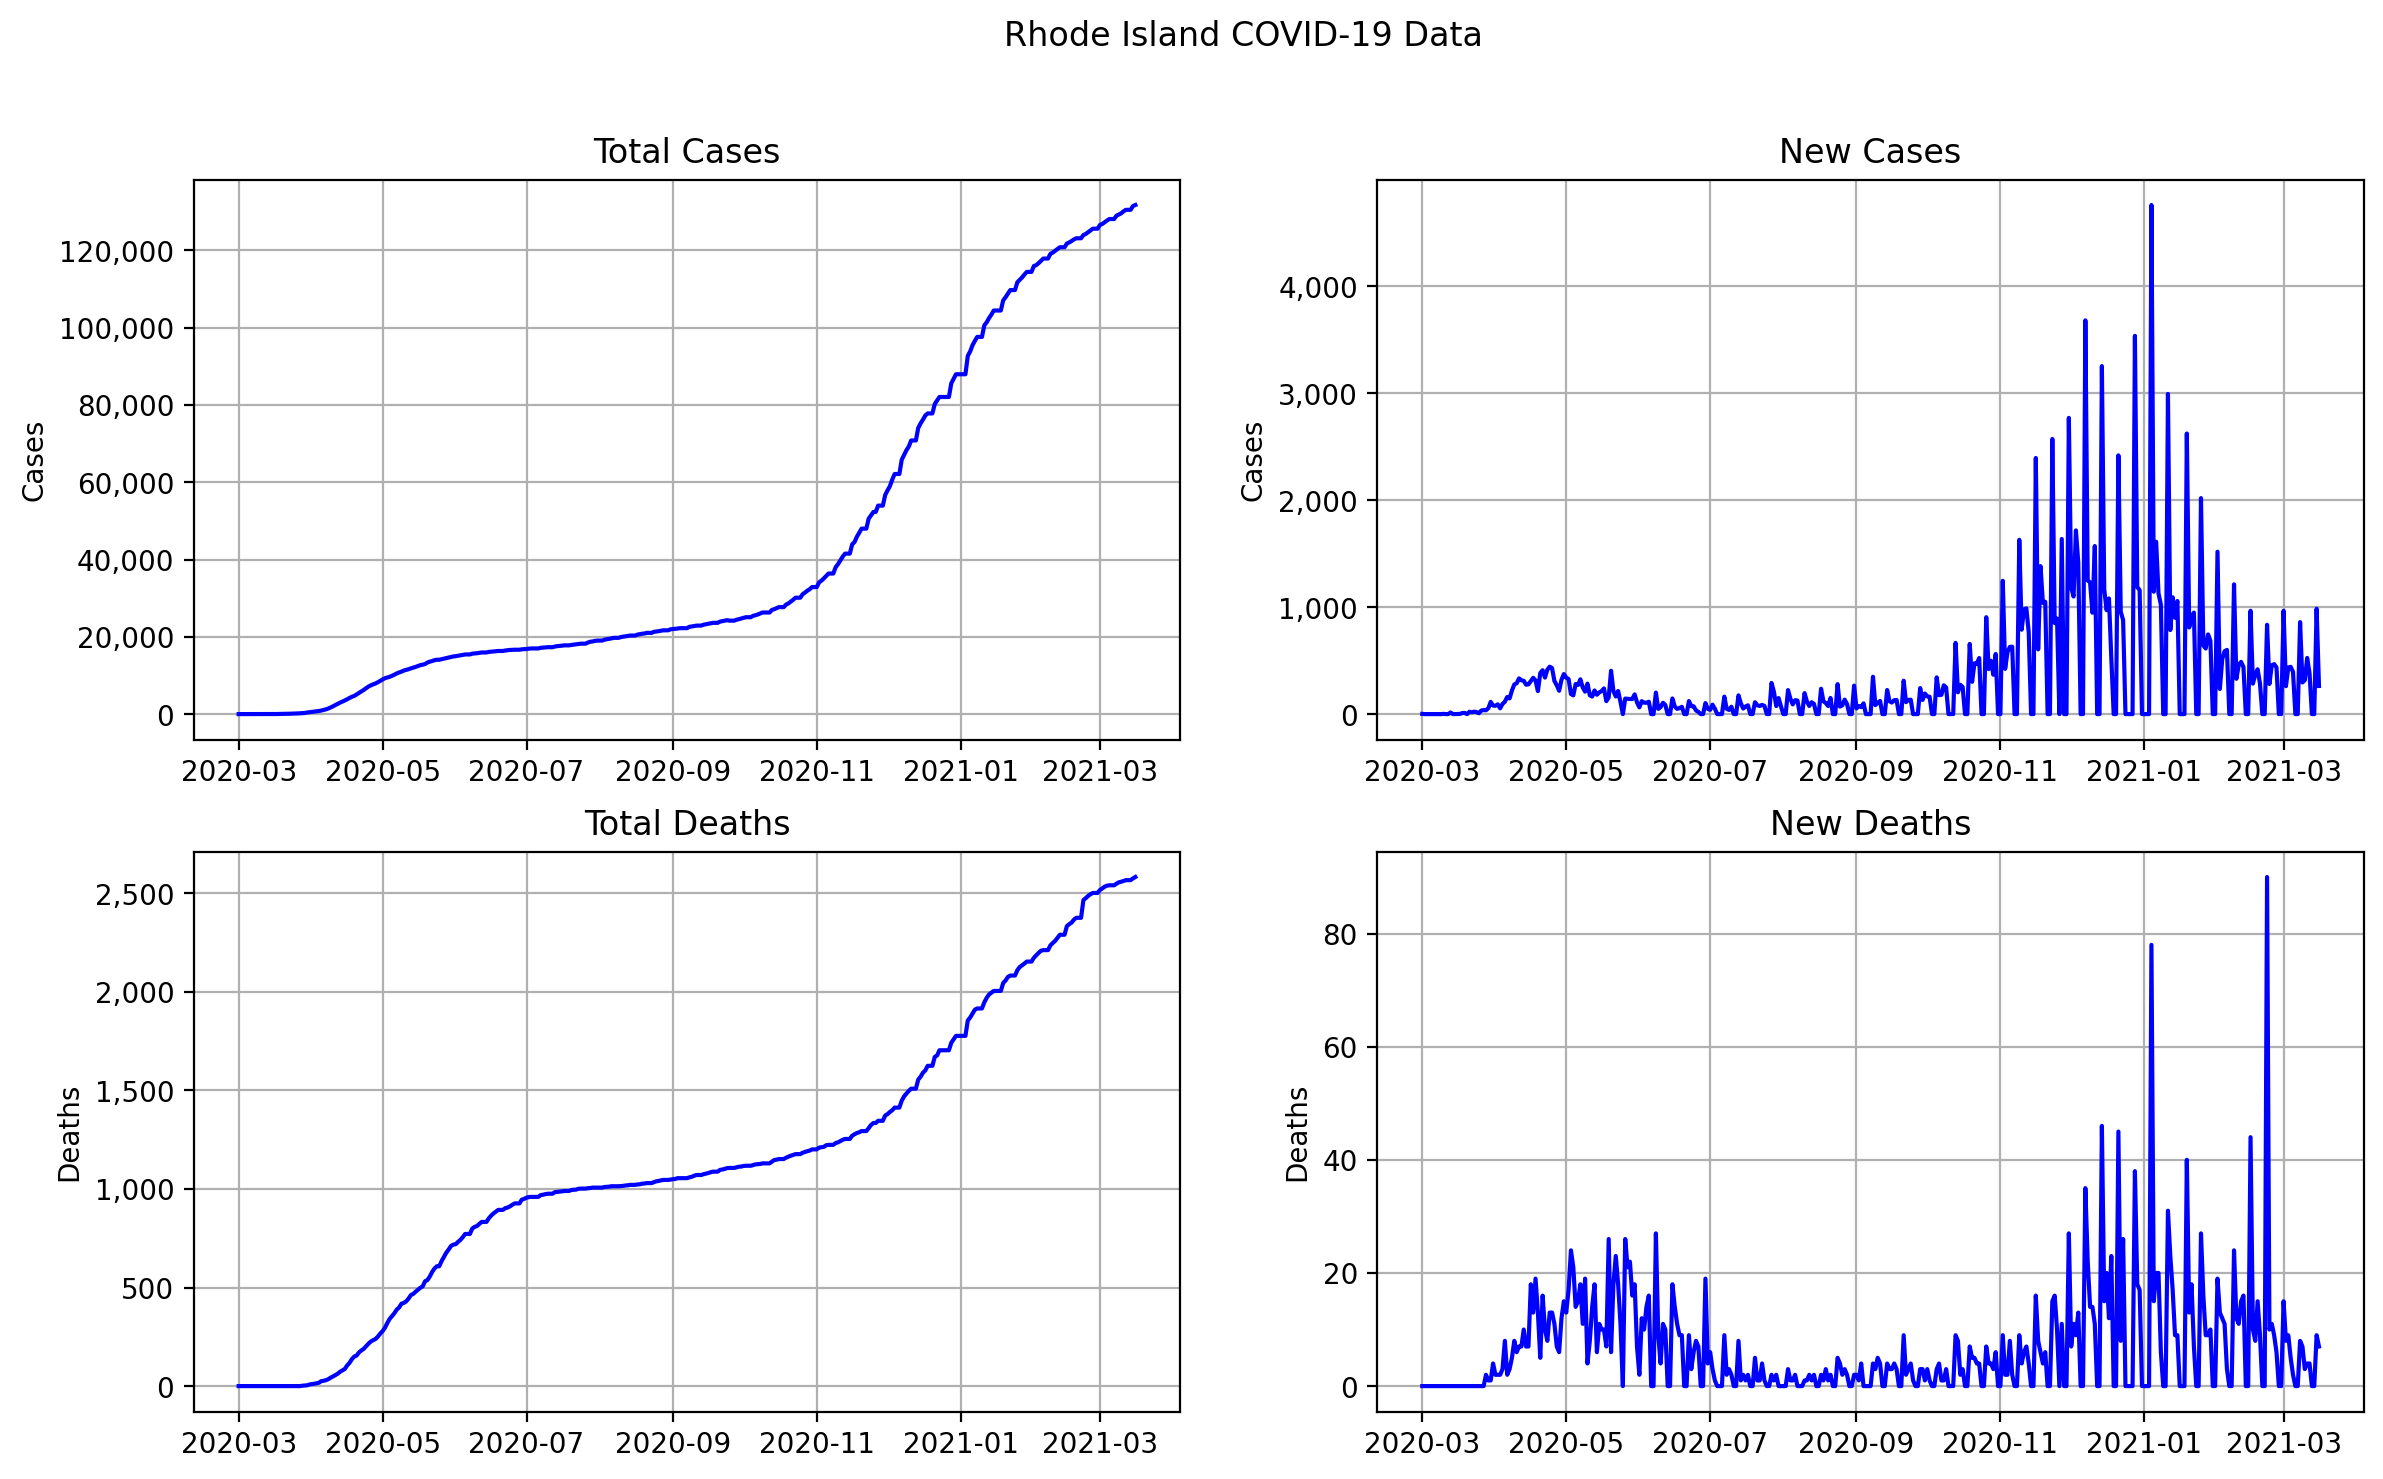 Rhode Island COVID-19 Data
Total Cases
Cases
120,000
100,000
80,000
60,000
40,000
20,000
0
2020-03 2020-05 2020-07 2020-09 2020-11 2021-01 2021-03
New Cases
Cases
4,000
3,000
2,000
1,000
0
2020-03 2020-05 2020-07 2020-09 2020-11 2021-01 2021-03
Total Deaths
Deaths
2,500
2,000
1,500
1,000
500
0
2020-03 2020-05 2020-07 2020-09 2020-11 2021-01 2021-03
New Deaths
Deaths
80
60
40
20
0
2020-03 2020-05 2020-07 2020-09 2020-11 2021-01 2021-03